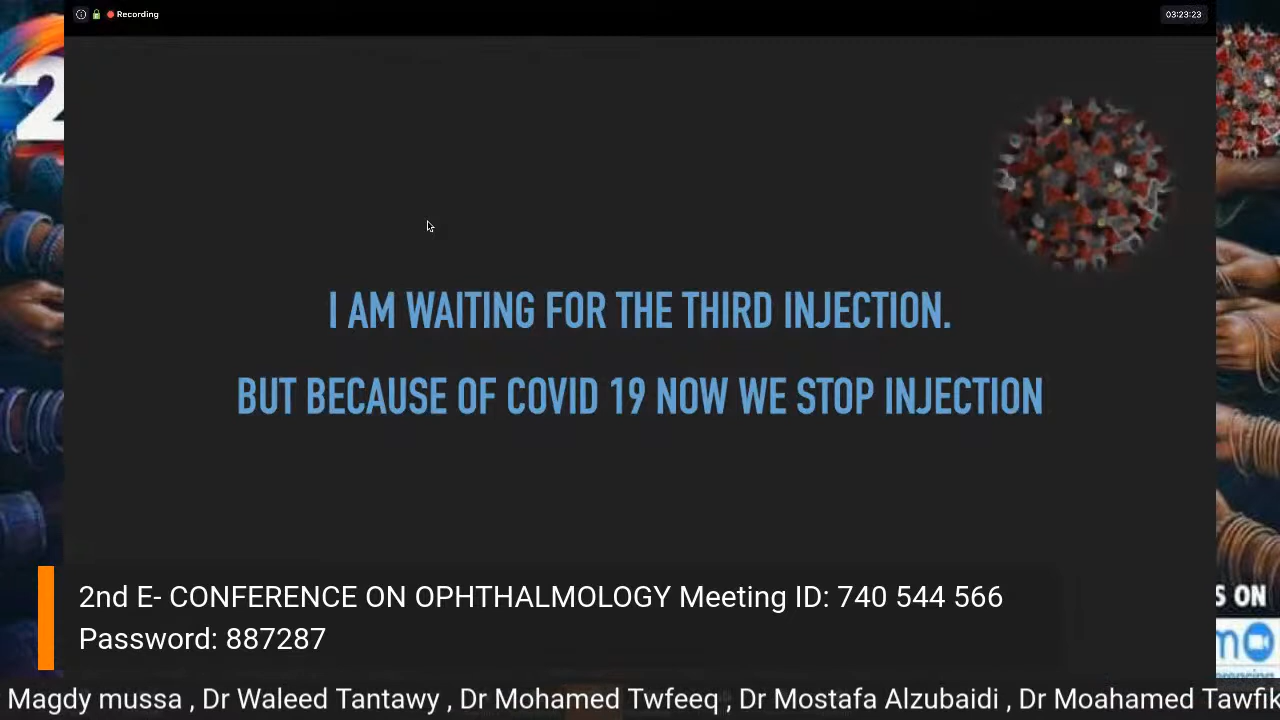 Recording
03:23:23
2
I AM WAITING FOR THE THIRD INJECTION.
BUT BECAUSE OF COVID 19 NOW WE STOP INJECTION
2nd E- CONFERENCE ON OPHTHALMOLOGY Meeting ID: 740 544 566
Password: 887287
S ON
m
Magdy mussa , Dr Waleed Tantawy , Dr Mohamed Twfeeq , Dr Mostafa Alzubaidi , Dr Moahamed Tawfik